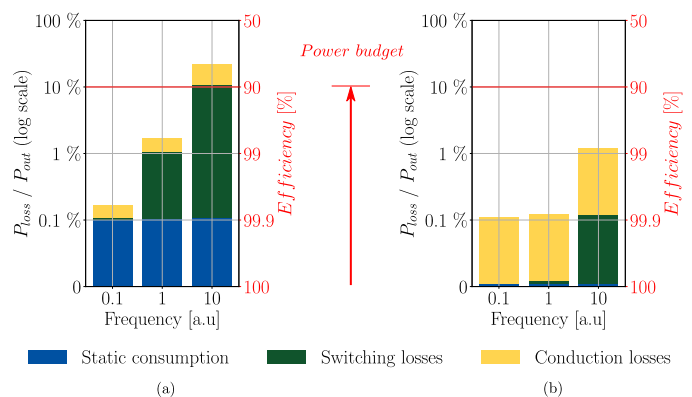 100 %
10 %
1 %
0.1 %
0
P_loss / P_out (log scale)
50
90
99
99.9
100
Efficiency [%]
0.1 1 10
Frequency [a.u]
Power budget
100 %
10 %
1 %
0.1 %
0
P_loss / P_out (log scale)
50
90
99
99.9
100
Efficiency [%]
0.1 1 10
Frequency [a.u]
Static consumption Switching losses Conduction losses
(a) (b)